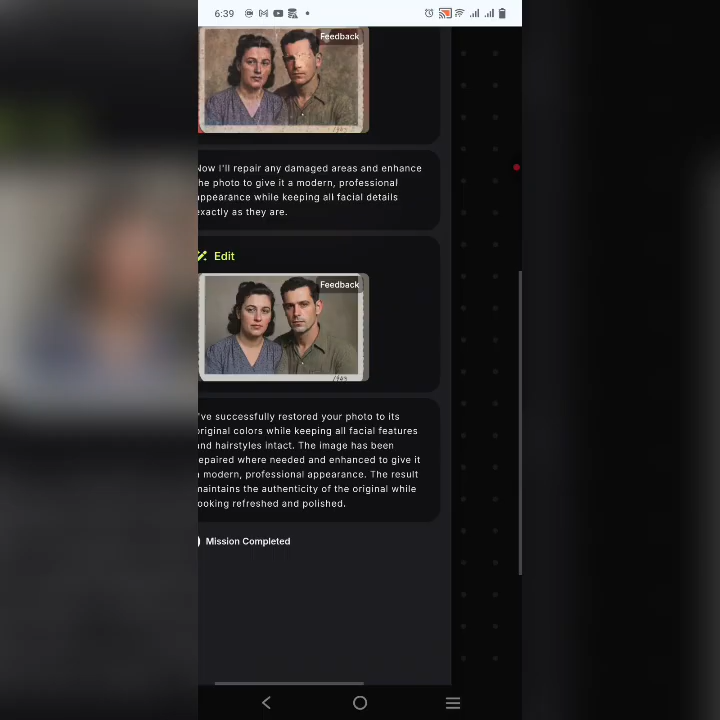 6:39
Feedback
/94
Now I'll repair any damaged areas and enhance
the photo to give it a modern, professional
appearance while keeping all facial details
exactly as they are.
Edit
Feedback
/945
I've successfully restored your photo to its
original colors while keeping all facial features
and hairstyles intact. The image has been
repaired where needed and enhanced to give it
a modern, professional appearance. The result
maintains the authenticity of the original while
looking refreshed and polished.
Mission Completed